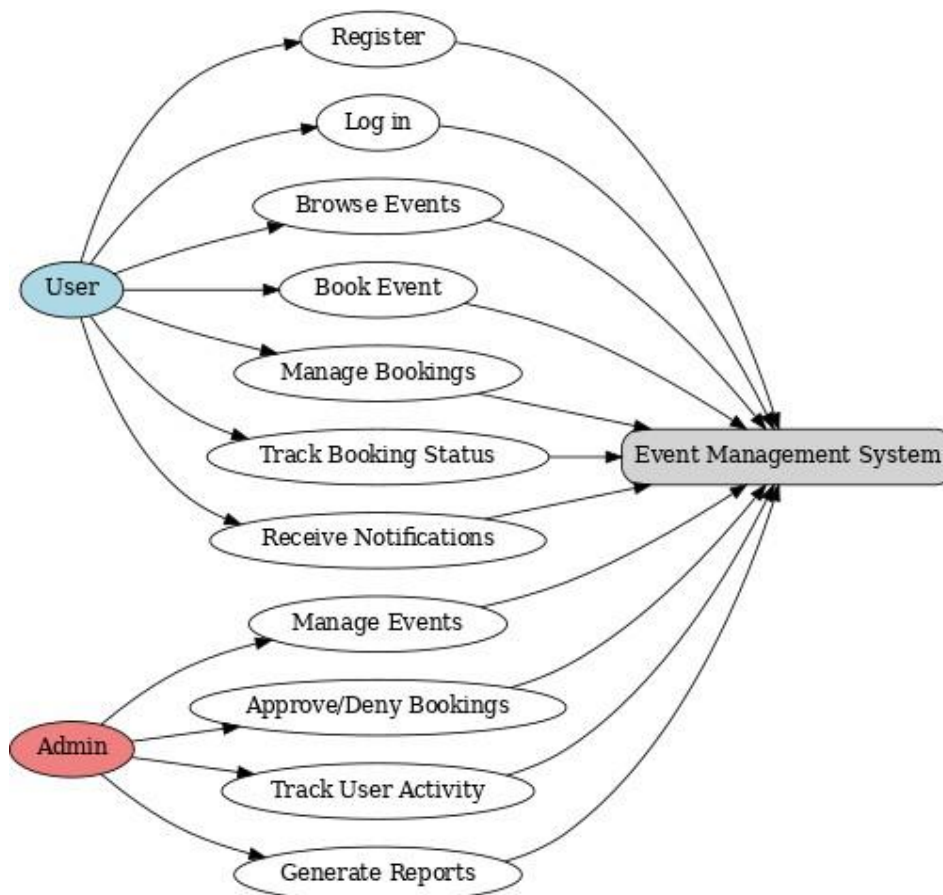 Register
Log in
Browse Events
User
Book Event
Manage Bookings
Track Booking Status
Event Management System
Receive Notifications
Manage Events
Approve/Deny Bookings
Admin
Track User Activity
Generate Reports